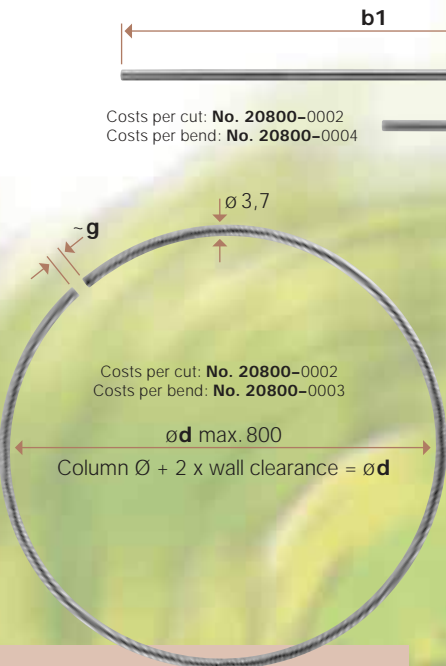 b1
Costs per cut: No. 20800–0002
Costs per bend: No. 20800–0004
ø 3,7
~g
Costs per cut: No. 20800–0002
Costs per bend: No. 20800–0003
ød max. 800
Column Ø + 2 x wall clearance = ød